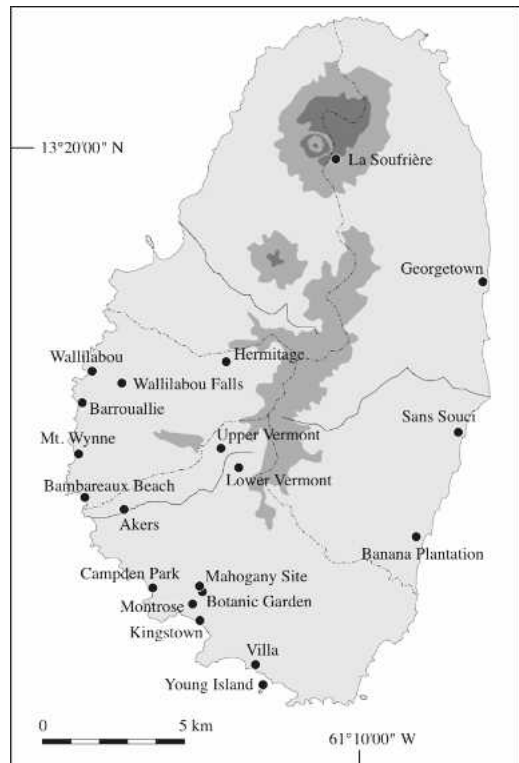 13°20'00" N
La Soufrière
Georgetown
Hermitage
Wallilabou
Wallilabou Falls
Barrouallie
Sans Souci
Mt. Wynne
Upper Vermont
Lower Vermont
Bambareaux Beach
Akers
Banana Plantation
Campden Park
Mahogany Site
Botanic Garden
Montrose
Kingstown
Villa
Young Island
0 5 km
61°10'00" W